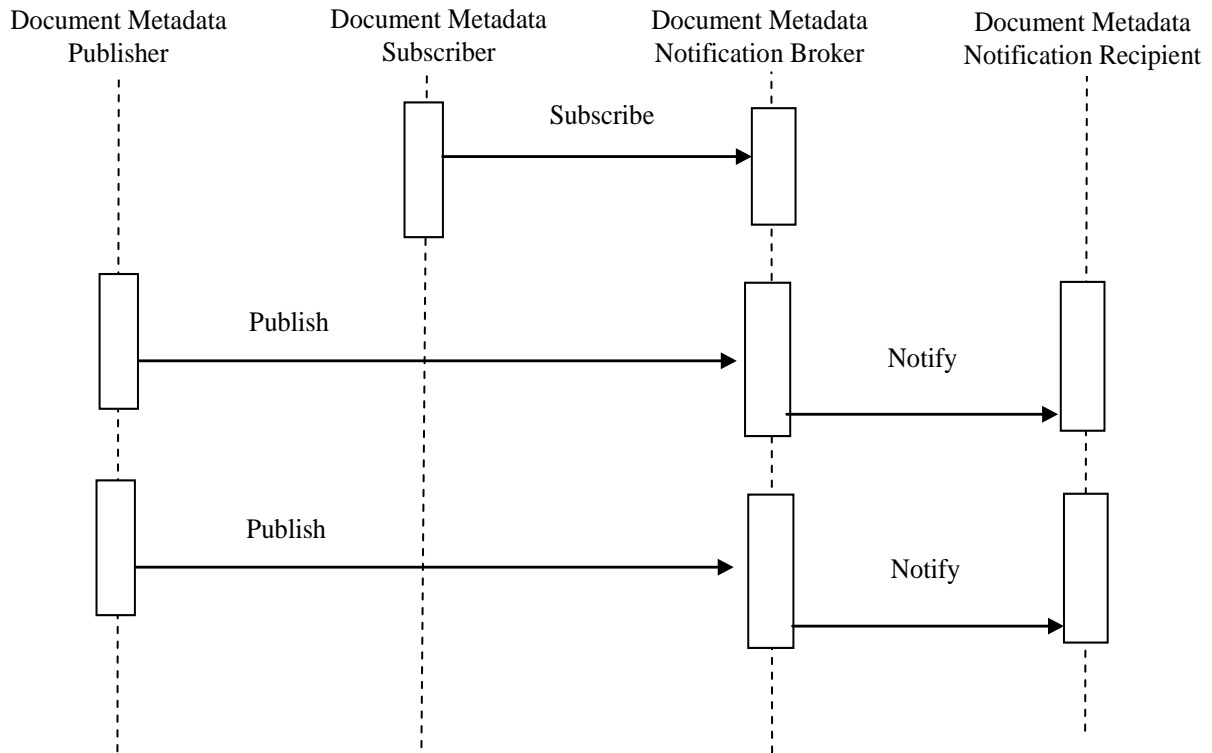 Document Metadata
Publisher
Document Metadata
Subscriber
Document Metadata
Notification Broker
Document Metadata
Notification Recipient
Subscribe
Publish
Notify
Publish
Notify